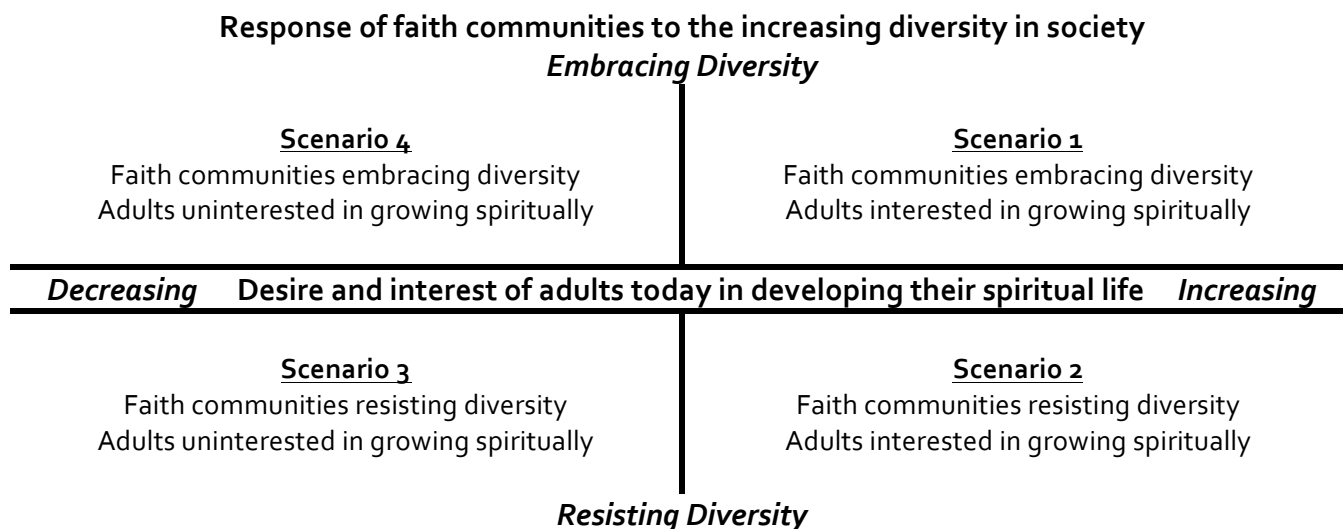 Response of faith communities to the increasing diversity in society
Embracing Diversity
Scenario 4
Faith communities embracing diversity
Adults uninterested in growing spiritually
Scenario 1
Faith communities embracing diversity
Adults interested in growing spiritually
Decreasing Desire and interest of adults today in developing their spiritual life Increasing
Scenario 3
Faith communities resisting diversity
Adults uninterested in growing spiritually
Scenario 2
Faith communities resisting diversity
Adults interested in growing spiritually
Resisting Diversity